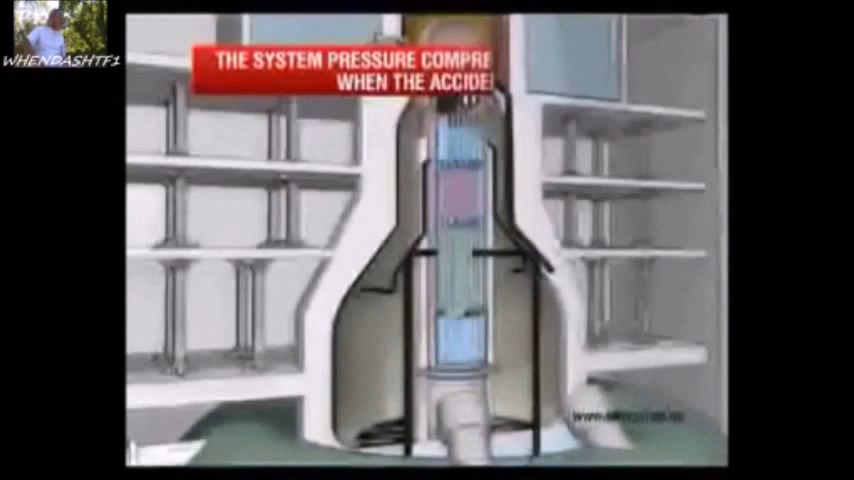 WHENDASHTF1
THE SYSTEM PRESSURE COMPRE
WHEN THE ACCIDE